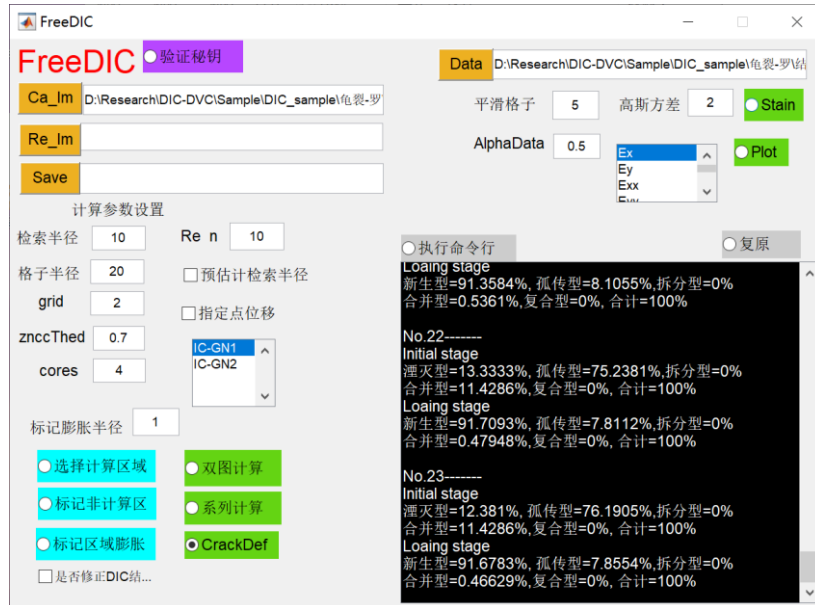 FreeDIC
FreeDIC
验证秘钥
Ca_Im D:\Research\DIC-DVC\Sample\DIC_sample\龟裂-罗
Re_Im
Save
计算参数设置
检索半径 10 Re n 10
格子半径 20 预估计检索半径
grid 2 指定点位移
znccThed 0.7
cores 4
IC-GN1
IC-GN2
标记膨胀半径 1
选择计算区域 双图计算
标记非计算区 系列计算
标记区域膨胀 CrackDef
是否修正DIC结...
Data D:\Research\DIC-DVC\Sample\DIC_sample\龟裂-罗\结
平滑格子 5 高斯方差 2 Stain
AlphaData 0.5
Ex
Ey
Exx
Eyy
Plot
执行命令行 复原
Loaing stage
新生型=91.3584%, 孤传型=8.1055%,拆分型=0%
合并型=0.5361%,复合型=0%, 合计=100%
No.22-------
Initial stage
湮灭型=13.3333%, 孤传型=75.2381%,拆分型=0%
合并型=11.4286%,复合型=0%, 合计=100%
Loaing stage
新生型=91.7093%, 孤传型=7.8112%,拆分型=0%
合并型=0.47948%,复合型=0%, 合计=100%
No.23-------
Initial stage
湮灭型=12.381%, 孤传型=76.1905%,拆分型=0%
合并型=11.4286%,复合型=0%, 合计=100%
Loaing stage
新生型=91.6783%, 孤传型=7.8554%,拆分型=0%
合并型=0.46629%,复合型=0%, 合计=100%